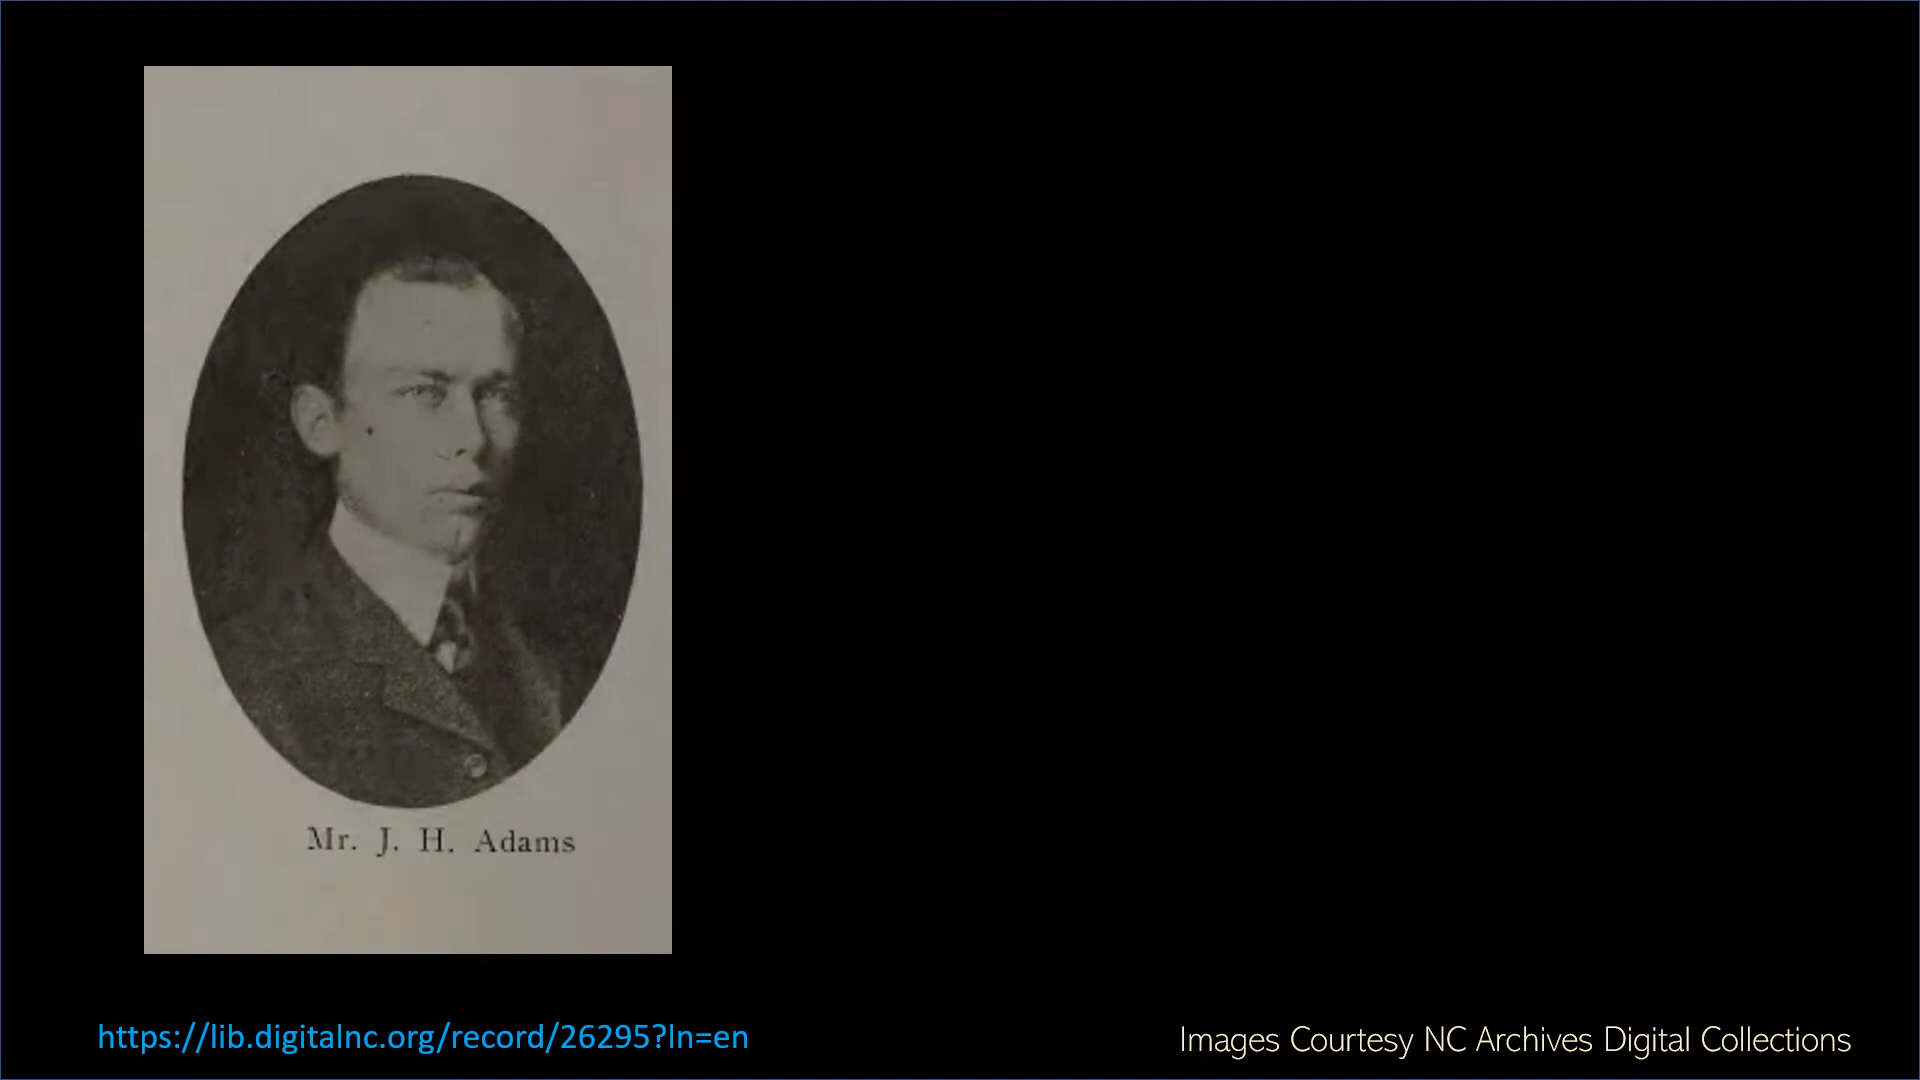 Mr. J. H. Adams
https://lib.digitalnc.org/record/26295?ln=en
Images Courtesy NC Archives Digital Collections